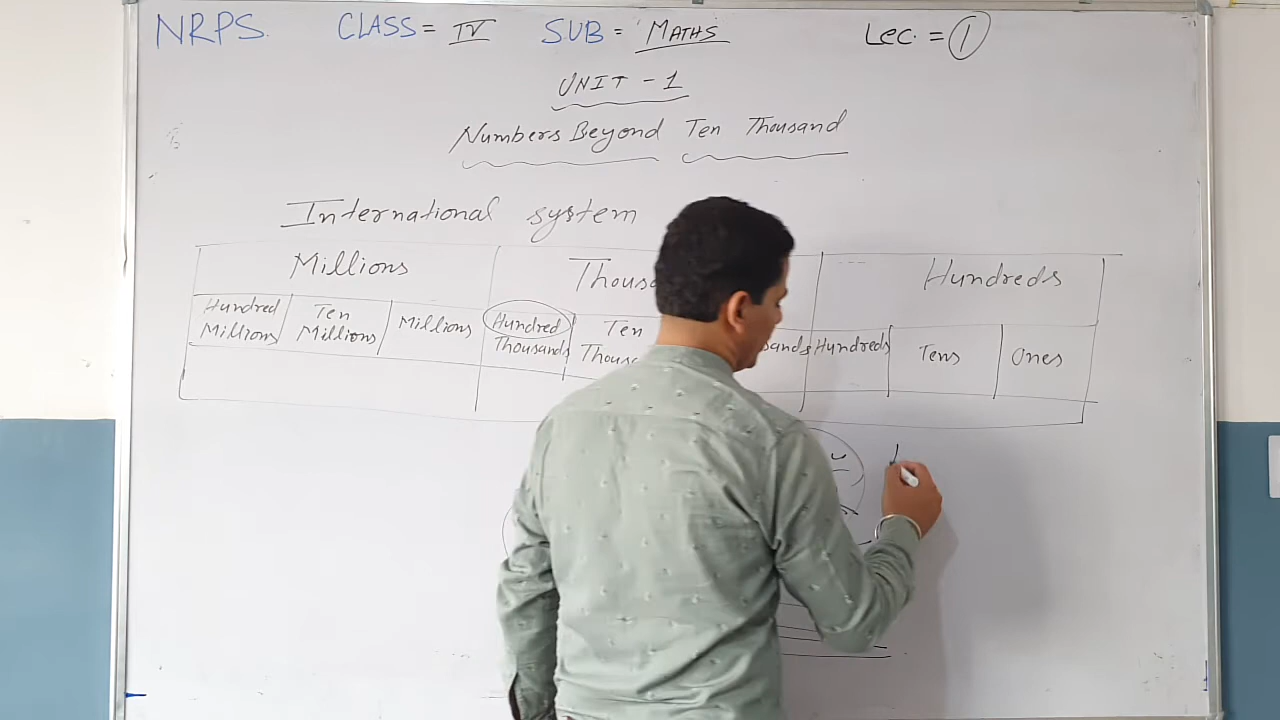 NRPS. CLASS = IV SUB = MATHS Lec. = 1
UNIT - 1
Numbers Beyond Ten Thousand
International system
Millions Hundreds
Hundred Millions Ten Millions Millions Hundred Thousands Ten Hundreds Tens Ones